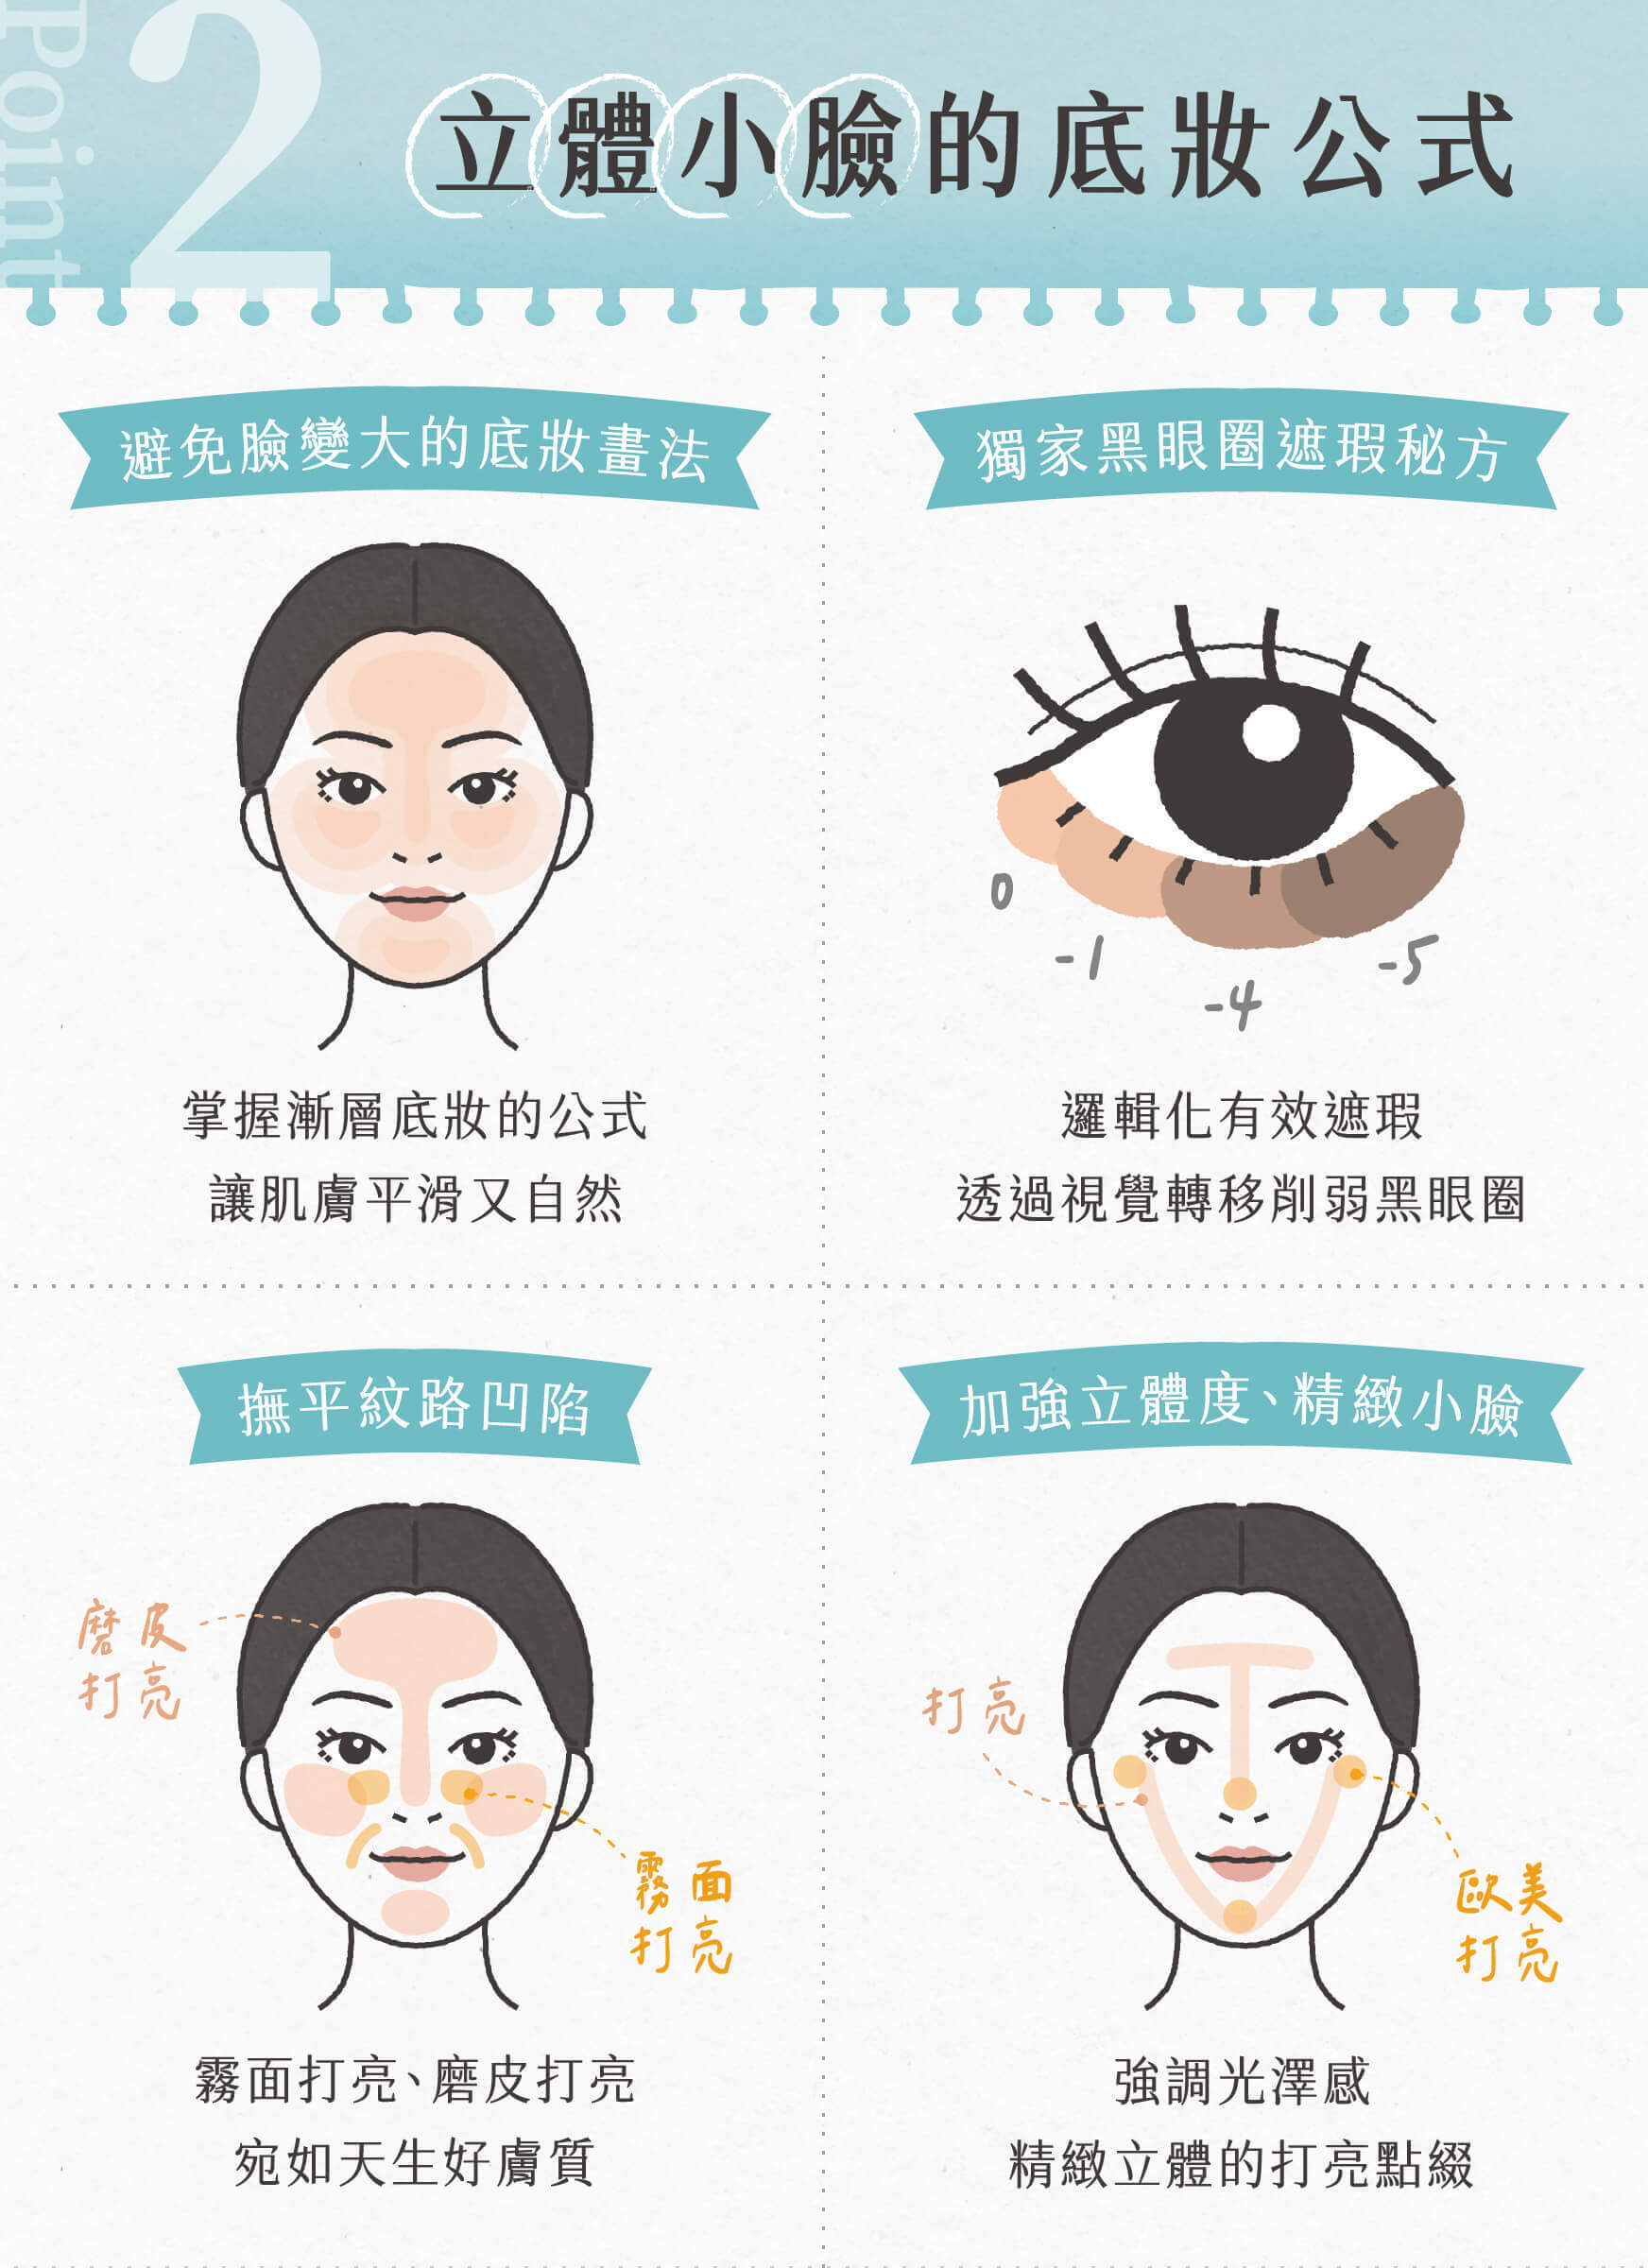 Point
2
立體小臉的底妝公式
避免臉變大的底妝畫法
掌握漸層底妝的公式
讓肌膚平滑又自然
獨家黑眼圈遮瑕秘方
0
-1
-4
-5
邏輯化有效遮瑕
透過視覺轉移削弱黑眼圈
撫平紋路凹陷
磨皮
打亮
霧面
打亮
霧面打亮、磨皮打亮
宛如天生好膚質
加強立體度、精緻小臉
打亮
歐美
打亮
強調光澤感
精緻立體的打亮點綴